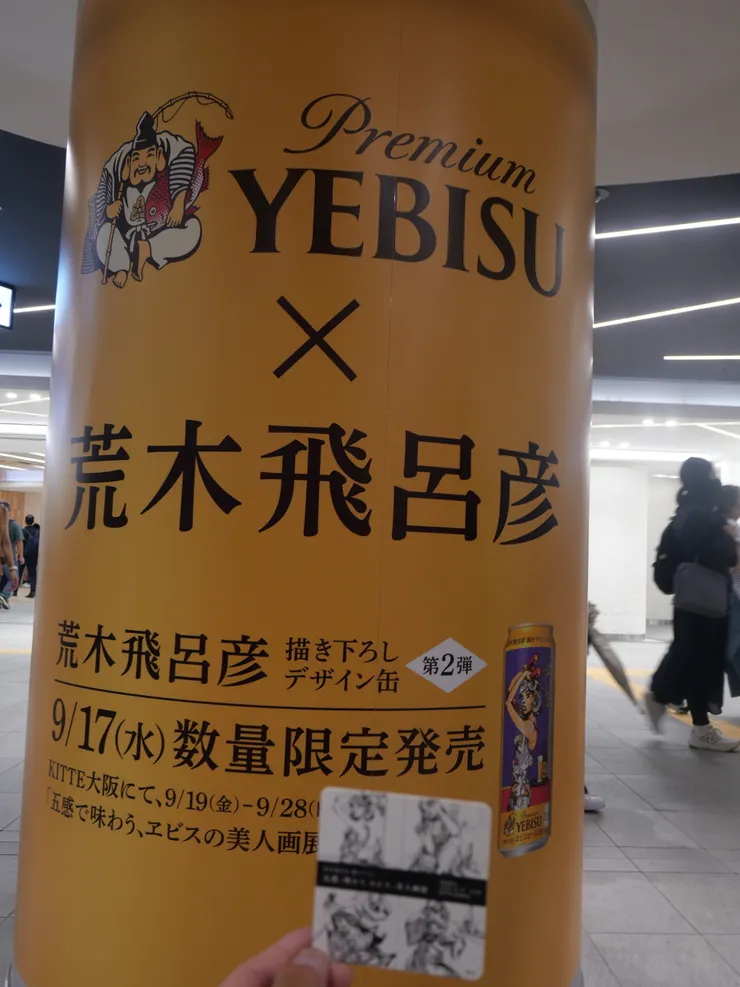 Premium
YEBISU
×
荒木飛呂彦
荒木飛呂彦
描き下ろし
デザイン缶
第2弾
9/17(水)数量限定発売
KITTE大阪にて、9/19(金)–9/28(
「五感で味わう、ヱビスの美人画展
Premium
YEBISU